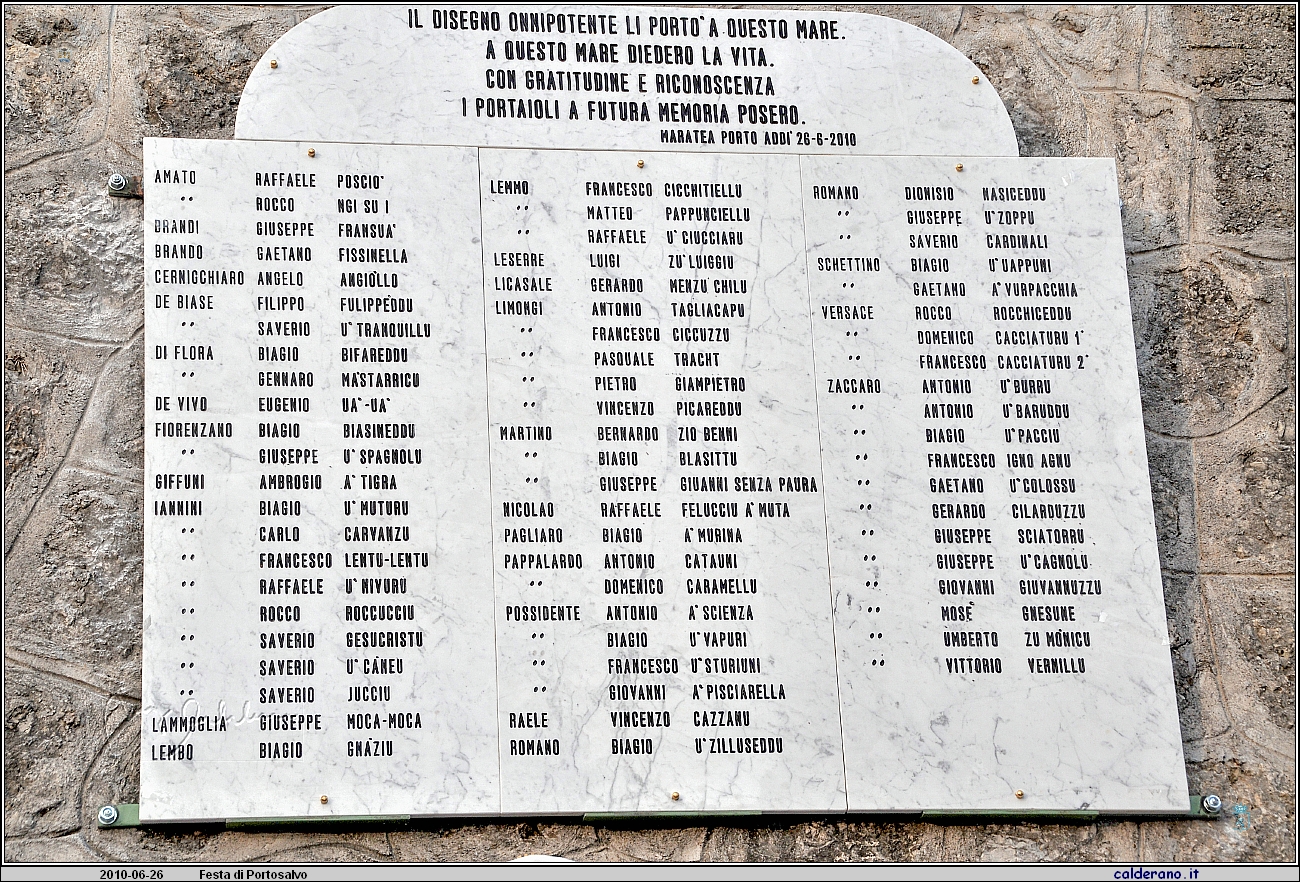 IL DISEGNO ONNIPOTENTE LI PORTO' A QUESTO MARE.
A QUESTO MARE DIEDERO LA VITA.
CON GRATITUDINE E RICONOSCENZA
I PORTAIOLI A FUTURA MEMORIA POSERO.
MARATEA PORTO ADDI' 26-6-2010
AMATO RAFFAELE POSCIO'
" ROCCO NGI SU I
BRANDI GIUSEPPE FRANSUA'
BRANDO GAETANO FISSINELLA
CERNICCHIARO ANGELO ANGIÒLLO
DE BIASE FILIPPO FULIPPÉDDU
" SAVERIO U' TRANQUILLU
DI FLORA BIAGIO BIFAREDDU
" GENNARO MASTARRICU
DE VIVO EUGENIO UA'-UA'
FIORENZANO BIAGIO BIASINEDDU
" GIUSEPPE U' SPAGNOLU
GIFFUNI AMBROGIO A' TIGRA
IANNINI BIAGIO U' MUTURU
" CARLO CARVANZU
" FRANCESCO LENTU-LENTU
" RAFFAELE U' NIVURU
" ROCCO ROCCUCCIU
" SAVERIO GESUCRISTU
" SAVERIO U' CANEU
" SAVERIO JUCCIU
LAMMOGLIA GIUSEPPE MOCA-MOCA
LEMBO BIAGIO GNÀZIU
LEMMO FRANCESCO CICCHITIELLU
" MATTEO PAPPUNCIELLU
" RAFFAELE U' CIUCCIARU
LESERRE LUIGI ZU' LUIGGIU
LICASALE GERARDO MENZU CHILU
LIMONGI ANTONIO TAGLIACAPU
" FRANCESCO CICCUZZU
" PASQUALE TRACHT
" PIETRO GIAMPIETRO
" VINCENZO PICAREDDU
MARTINO BERNARDO ZIO BENNI
" BIAGIO BLASITTU
" GIUSEPPE GIUANNI SENZA PAURA
NICOLAO RAFFAELE FELUCCIU A' MUTA
PAGLIARO BIAGIO A' MURINA
PAPPALARDO ANTONIO CATAUNI
" DOMENICO CARAMELLU
POSSIDENTE ANTONIO A' SCIENZA
" BIAGIO U' VAPURI
" FRANCESCO U' STURIUNI
" GIOVANNI A' PISCIARELLA
RAELE VINCENZO CAZZANU
ROMANO BIAGIO U' ZILLUSEDDU
ROMANO DIONISIO NASICEDDU
" GIUSEPPE U' ZOPPU
" SAVERIO CARDINALI
SCHETTINO BIAGIO U' UAPPUNI
" GAETANO A' VURPACCHIA
VERSACE ROCCO ROCCHICEDDU
" DOMENICO CACCIATURU 1°
" FRANCESCO CACCIATURU 2°
ZACCARO ANTONIO U' BURRU
" ANTONIO U' BARUDDU
" BIAGIO U' PACCIU
" FRANCESCO IGNO AGNU
" GAETANO U' COLOSSU
" GERARDO CILARDUZZU
" GIUSEPPE SCIATORRU
" GIUSEPPE U' CAGNOLU
" GIOVANNI GIUVANNUZZU
" MOSÈ GNESUNE
" UMBERTO ZU MÒNICU
" VITTORIO VERNILLU
2010-06-26 Festa di Portosalvo calderano.it